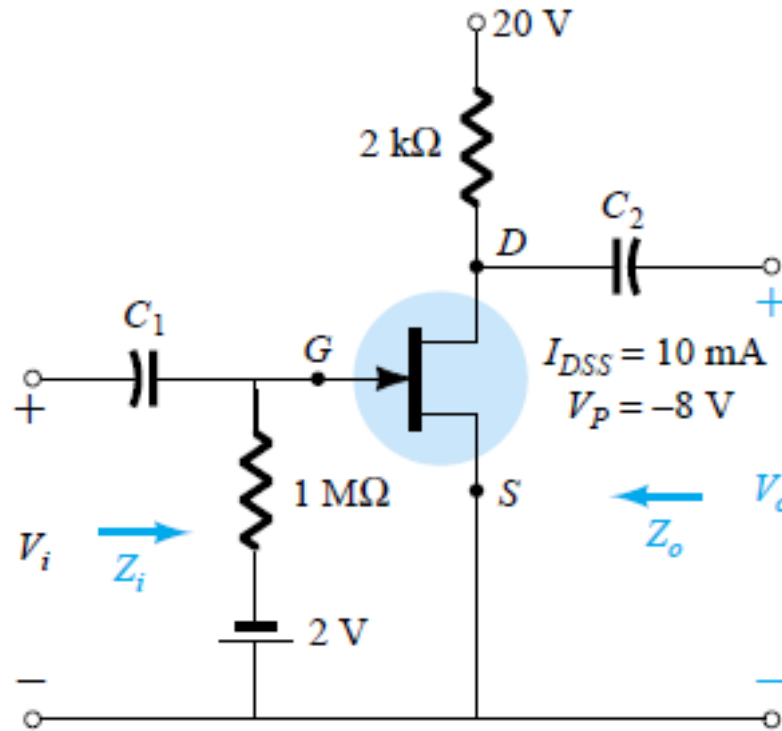 20 V
2 kΩ
D
C2
C1
G
IDSS = 10 mA
VP = –8 V
+
+
1 MΩ
S
Vi
Zi
Zo
2 V
–
–